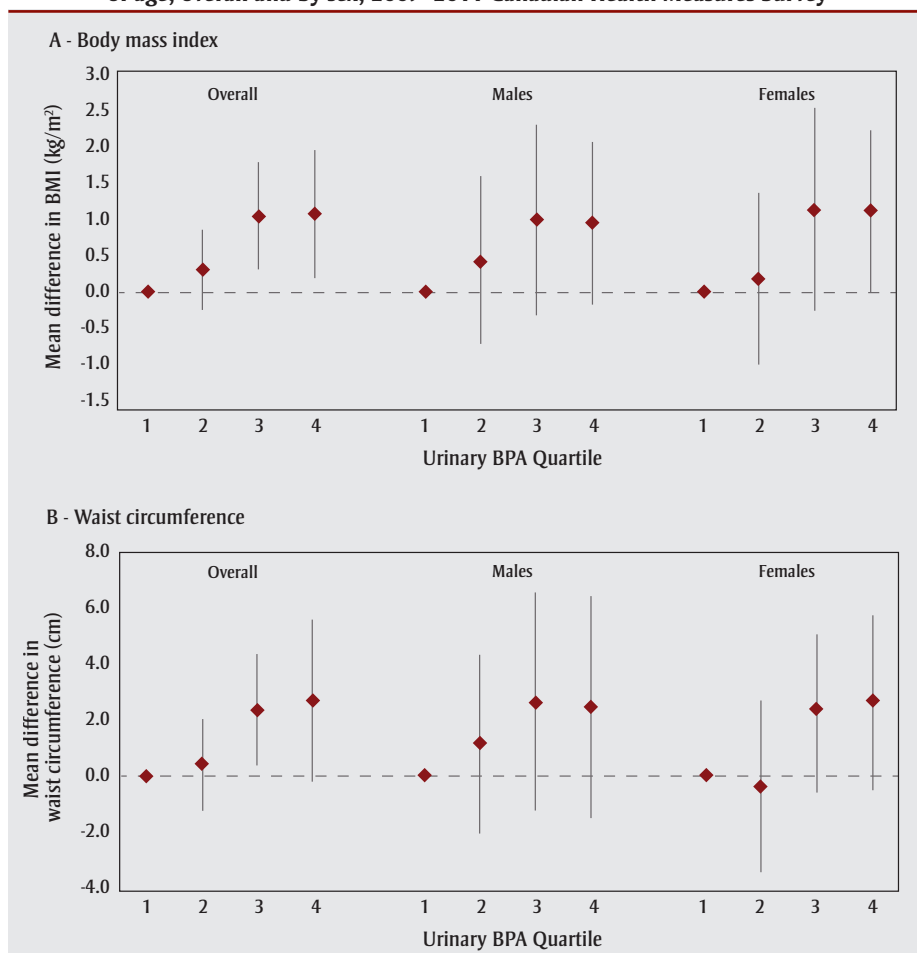 A - Body mass index
3.0
2.5
2.0
1.5
1.0
0.5
0.0
-0.5
-1.0
-1.5
Mean difference in BMI (kg/m²)
Overall
Males
Females
1 2 3 4 1 2 3 4 1 2 3 4
Urinary BPA Quartile
B - Waist circumference
8.0
6.0
4.0
2.0
0.0
-2.0
-4.0
Mean difference in
waist circumference (cm)
Overall
Males
Females
1 2 3 4 1 2 3 4 1 2 3 4
Urinary BPA Quartile